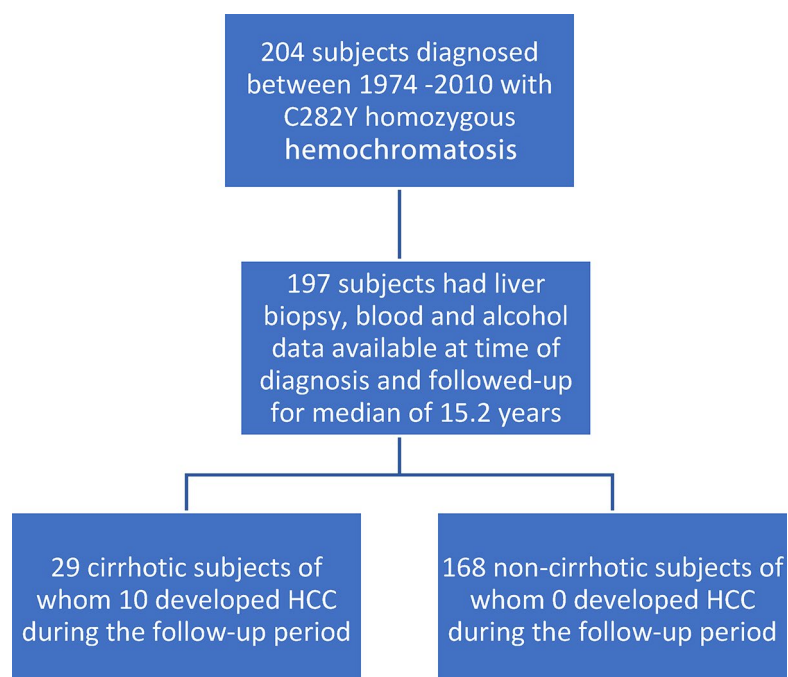 204 subjects diagnosed
between 1974 -2010 with
C282Y homozygous
hemochromatosis
197 subjects had liver
biopsy, blood and alcohol
data available at time of
diagnosis and followed-up
for median of 15.2 years
29 cirrhotic subjects of
whom 10 developed HCC
during the follow-up period
168 non-cirrhotic subjects of
whom 0 developed HCC
during the follow-up period